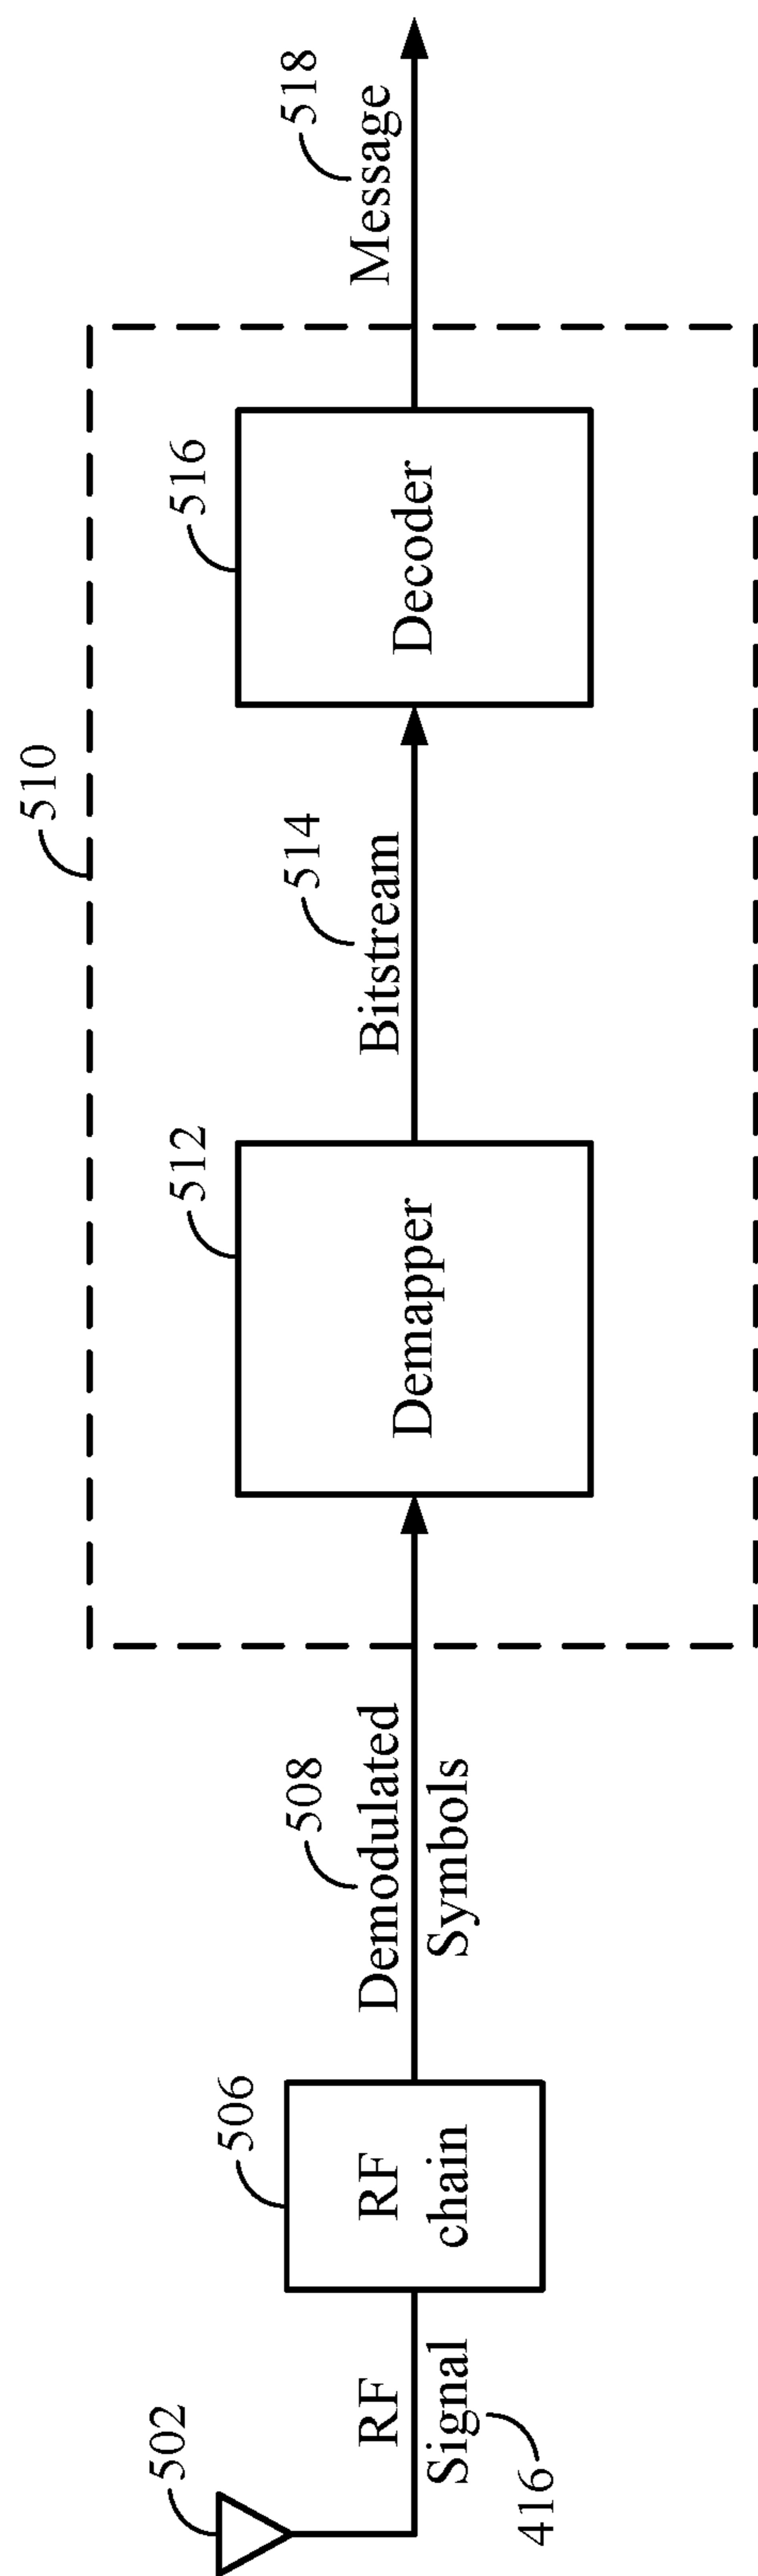 502
RF
Signal
416
506
RF
chain
508
Demodulated
Symbols
510
512
Demapper
514
Bitstream
516
Decoder
518
Message